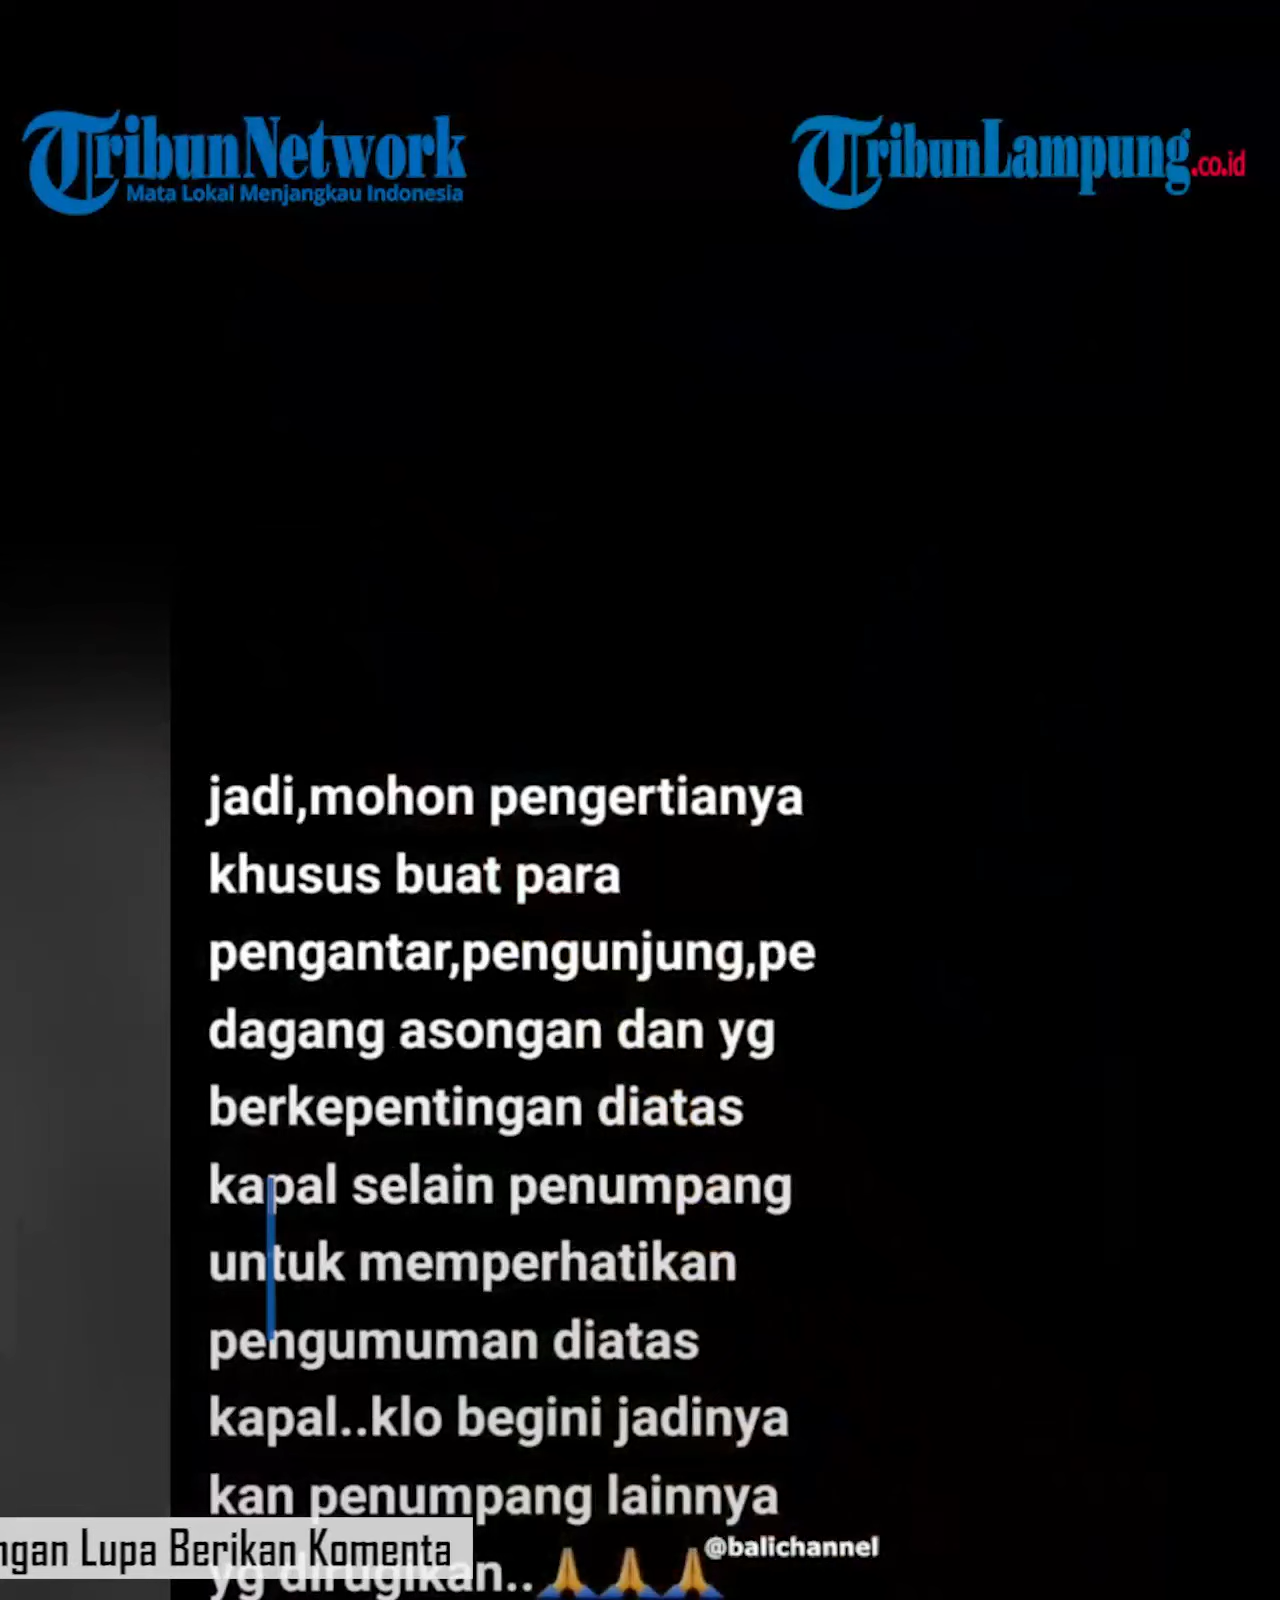 TribunNetwork
Mata Lokal Menjangkau Indonesia
TribunLampung.co.id
jadi,mohon pengertianya
khusus buat para
pengantar,pengunjung,pe
dagang asongan dan yg
berkepentingan diatas
kapal selain penumpang
untuk memperhatikan
pengumuman diatas
kapal..klo begini jadinya
kan penumpang lainnya
yg dirugikan..🙏🙏🙏
@balichannel
ngan Lupa Berikan Komenta